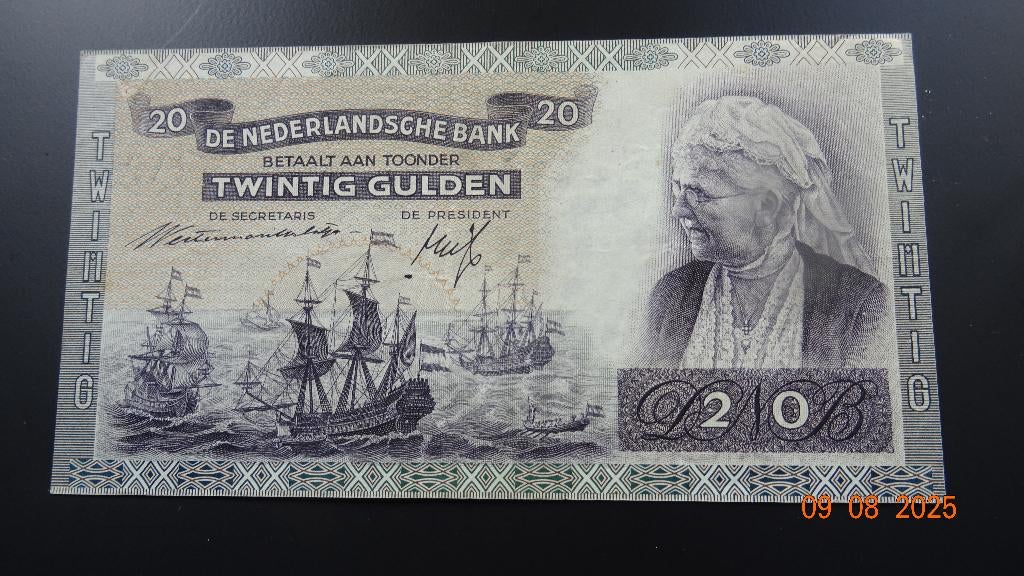 20 DE NEDERLANDSCHE BANK 20
BETAALT AAN TOONDER
TWINTIG GULDEN
DE SECRETARIS DE PRESIDENT
TWINTIG
TWINTIG
DNB
20
09 08 2025